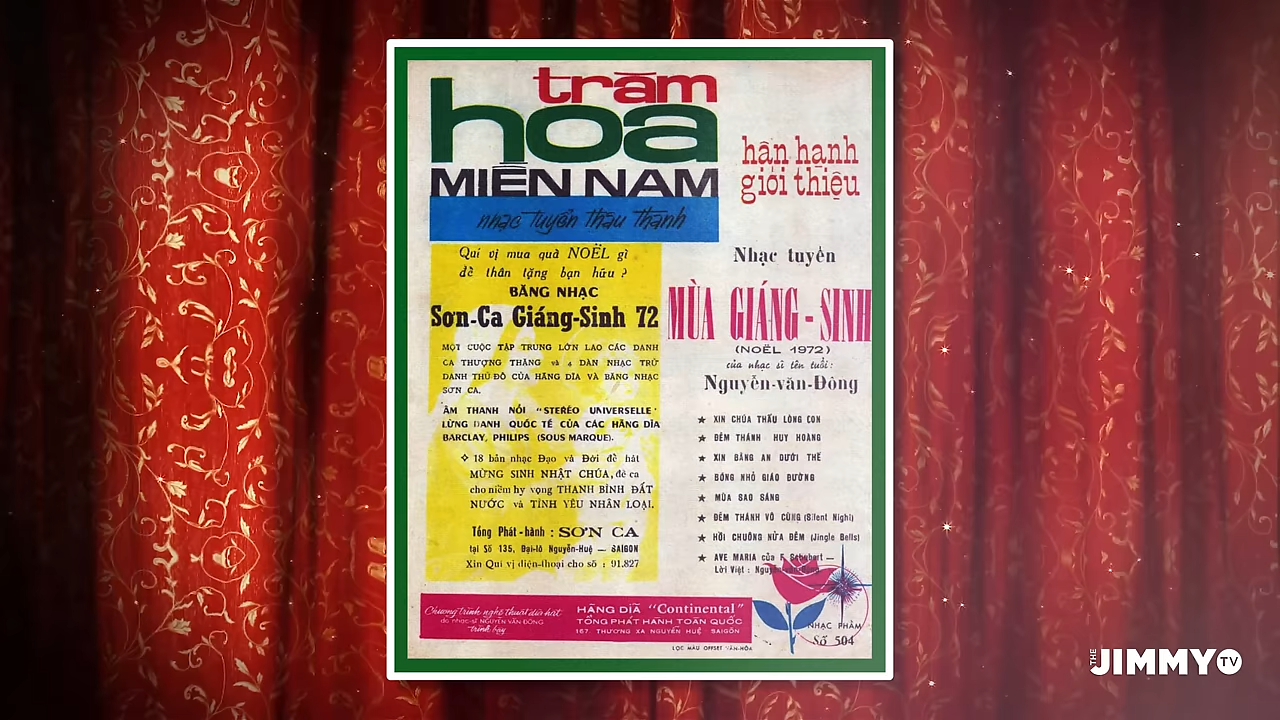 trăm
hoa
MIỀN NAM
nhạc tuyển thâu thanh
hân hạnh
giới thiệu
Quí vị mua quà NOËL gì
để thân tặng bạn hữu ?
BĂNG NHẠC
Sơn-Ca Giáng-Sinh 72
MỘT CUỘC TẬP TRUNG LỚN LAO CÁC DANH
CA THƯỢNG THẶNG và 4 DÀN NHẠC TRỨ
DANH THỦ-ĐÔ CỦA HÃNG DĨA VÀ BĂNG NHẠC
SƠN CA.
ÂM THANH NỔI "STÉRÉO UNIVERSELLE"
LỪNG DANH QUỐC TẾ CỦA CÁC HÃNG DĨA
BARCLAY, PHILIPS (SOUS MARQUE).
✧ 18 bản nhạc Đạo và Đời để hát
MỪNG SINH NHẬT CHÚA, để ca
cho niềm hy vọng THANH BÌNH ĐẤT
NƯỚC và TÌNH YÊU NHÂN LOẠI.
Tổng Phát-hành : SƠN CA
tại Số 135, Đại-lộ Nguyễn-Huệ — SAIGON
Xin Quí vị điện-thoại cho số : 91.827
Nhạc tuyển
MÙA GIÁNG-SINH
(NOËL 1972)
của nhạc sĩ tên tuổi:
Nguyễn-văn-Đông
★ XIN CHÚA THẤU LÒNG CON
★ ĐÊM THÁNH HUY HOÀNG
★ XIN BẰNG AN DƯỚI THẾ
★ BÓNG NHỎ GIÁO ĐƯỜNG
★ MÙA SAO SÁNG
★ ĐÊM THÁNH VÔ CÙNG (Silent Night)
★ HỒI CHUÔNG NỬA ĐÊM (Jingle Bells)
★ AVE MARIA của F. Schubert —
Lời Việt : Nguyễn-văn-Đông
Chương trình nghệ thuật dĩa hát
do nhạc-sĩ NGUYỄN VĂN ĐÔNG
trình bày
HÃNG DĨA "Continental"
TỔNG PHÁT HÀNH TOÀN QUỐC
167 THƯƠNG XA NGUYỄN HUỆ SAIGON
NHẠC PHẨM
Số 504
LỌC MÀU OFFSET VĂN-HÓA
THE JIMMY TV